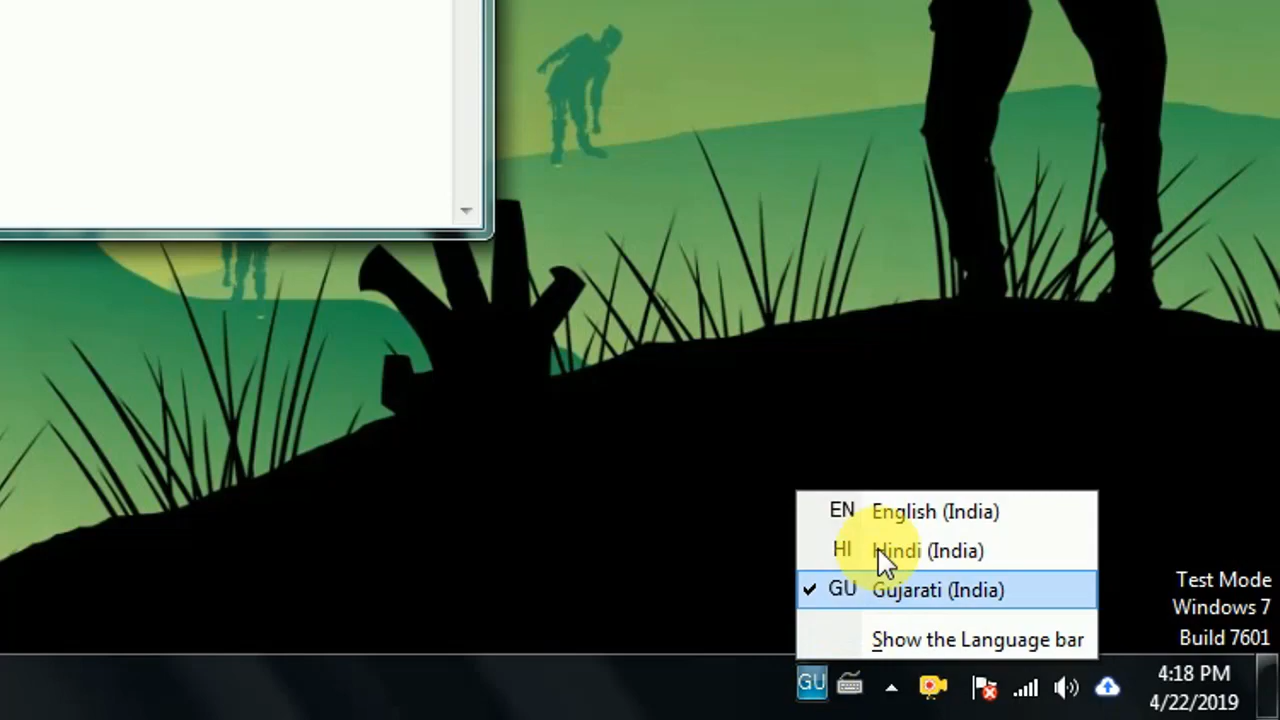 EN English (India)
HI Hindi (India)
GU Gujarati (India)
Show the Language bar
Test Mode
Windows 7
Build 7601
GU
4:18 PM
4/22/2019